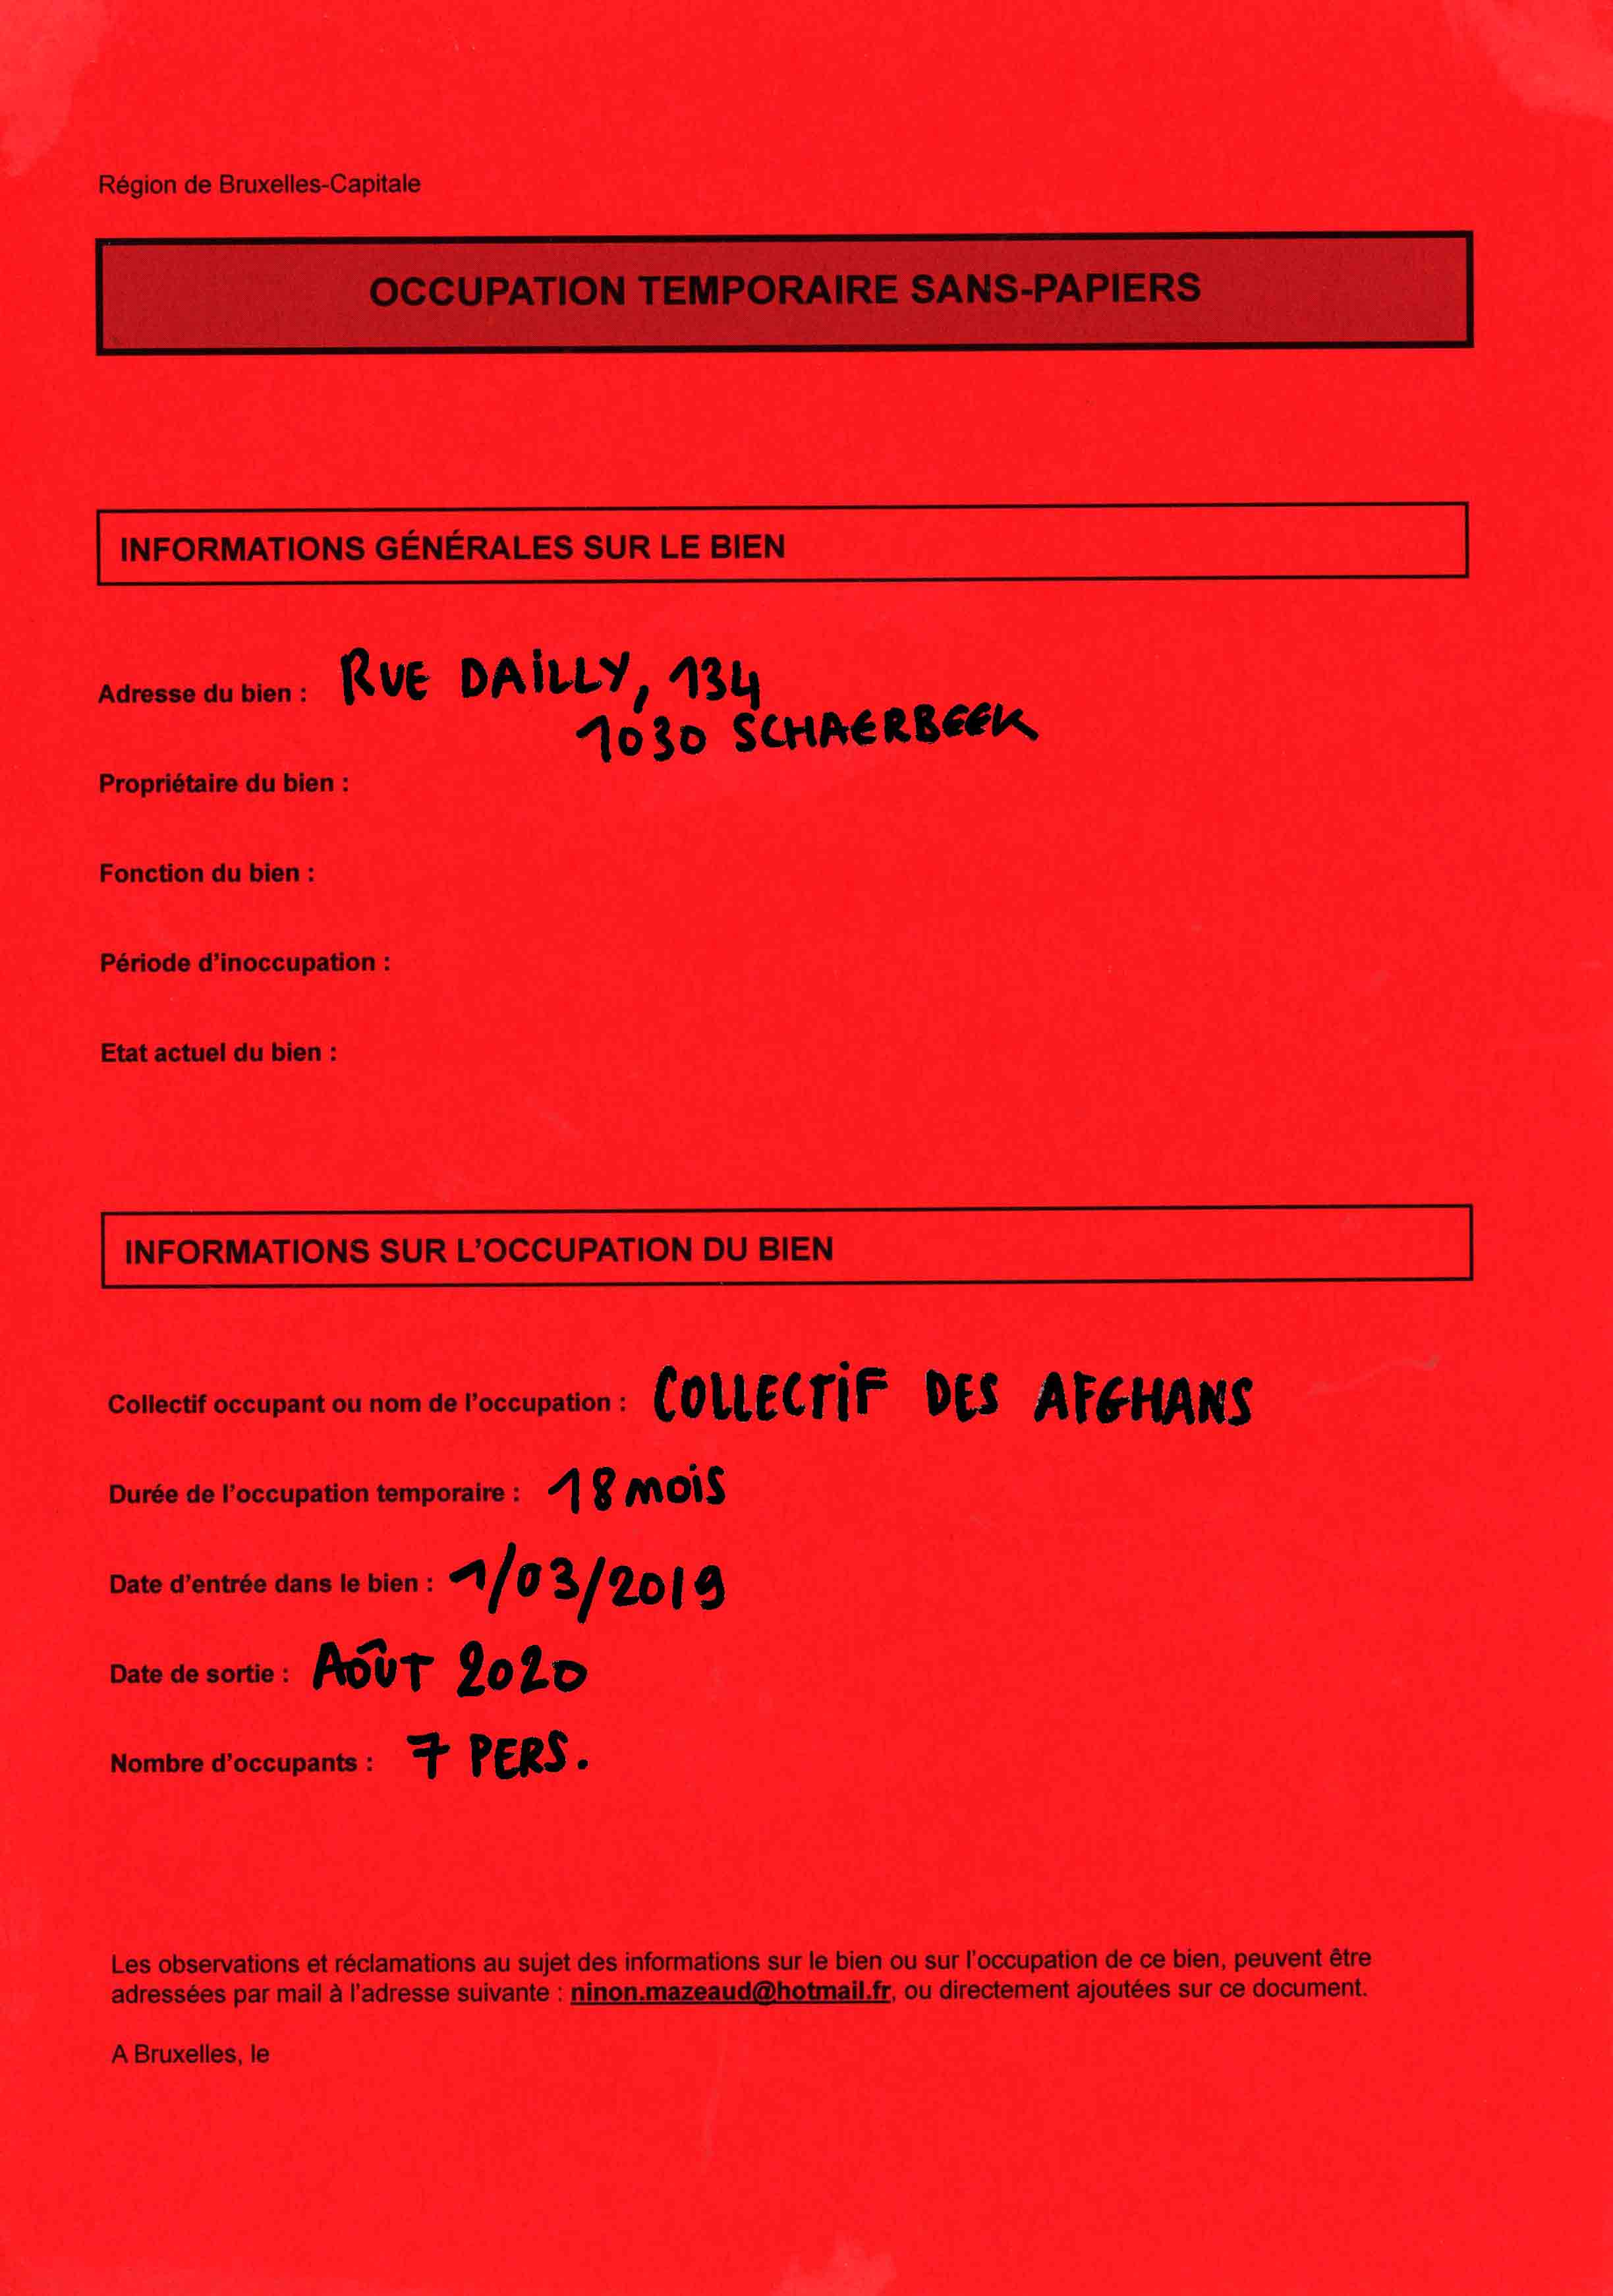 Région de Bruxelles-Capitale
OCCUPATION TEMPORAIRE SANS-PAPIERS
INFORMATIONS GÉNÉRALES SUR LE BIEN
Adresse du bien : RUE DAILLY, 134
1030 SCHAERBEEK
Propriétaire du bien :
Fonction du bien :
Période d'inoccupation :
Etat actuel du bien :
INFORMATIONS SUR L'OCCUPATION DU BIEN
Collectif occupant ou nom de l'occupation : COLLECTIF DES AFGHANS
Durée de l'occupation temporaire : 18 MOIS
Date d'entrée dans le bien : 1/03/2019
Date de sortie : AOÛT 2020
Nombre d'occupants : 7 PERS.
Les observations et réclamations au sujet des informations sur le bien ou sur l'occupation de ce bien, peuvent être
adressées par mail à l'adresse suivante : ninon.mazeaud@hotmail.fr, ou directement ajoutées sur ce document.
A Bruxelles, le